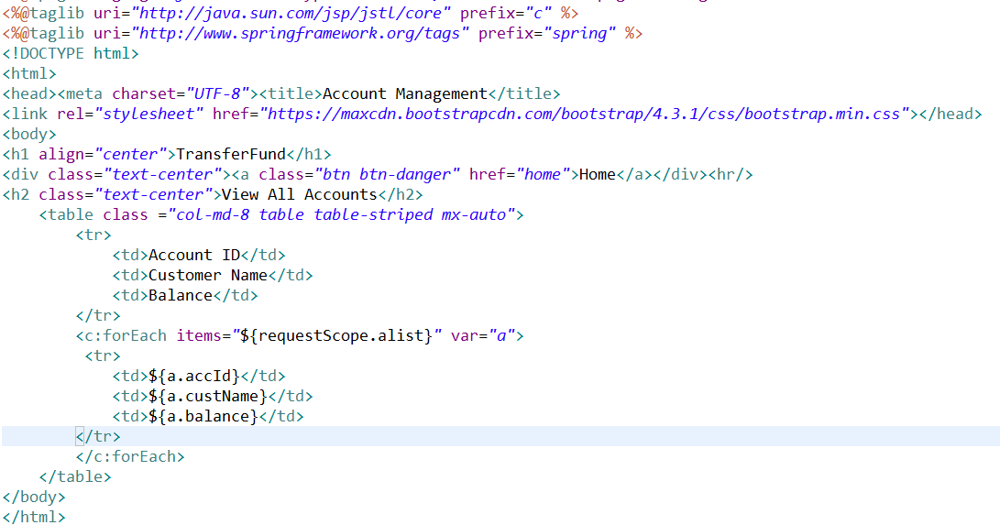 <%@taglib uri="http://java.sun.com/jsp/jstl/core" prefix="c" %>
<%@taglib uri="http://www.springframework.org/tags" prefix="spring" %>
<!DOCTYPE html>
<html>
<head><meta charset="UTF-8"><title>Account Management</title>
<link rel="stylesheet" href="https://maxcdn.bootstrapcdn.com/bootstrap/4.3.1/css/bootstrap.min.css"></head>
<body>
<h1 align="center">TransferFund</h1>
<div class="text-center"><a class="btn btn-danger" href="home">Home</a></div><hr/>
<h2 class="text-center">View All Accounts</h2>
    <table class ="col-md-8 table table-striped mx-auto">
        <tr>
            <td>Account ID</td>
            <td>Customer Name</td>
            <td>Balance</td>
        </tr>
        <c:forEach items="${requestScope.alist}" var="a">
         <tr>
            <td>${a.accId}</td>
            <td>${a.custName}</td>
            <td>${a.balance}</td>
        </tr>
        </c:forEach>
    </table>
</body>
</html>